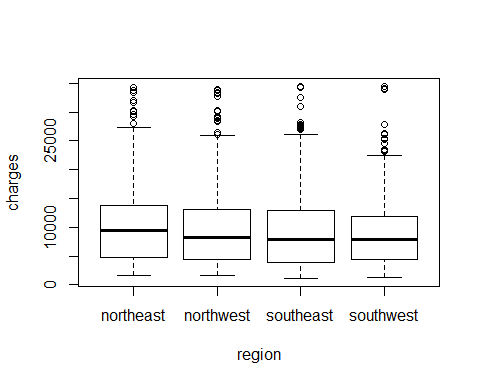 charges
25000
10000
0
northeast northwest southeast southwest
region